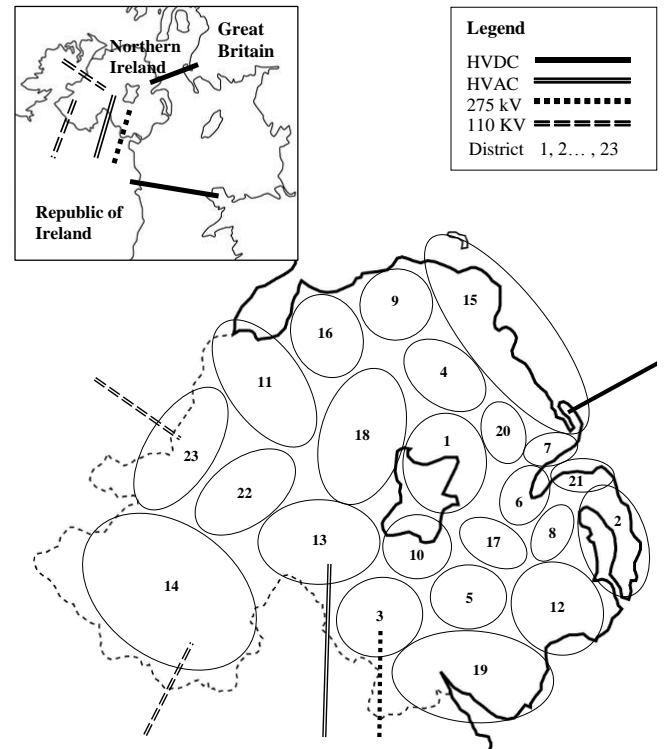 Great
Britain
Northern
Ireland
Republic of
Ireland
Legend
HVDC
HVAC
275 kV
110 KV
District 1, 2… , 23
15
9
16
4
11
1
20
18
7
23
21
22
6
2
8
13
17
10
14
5
12
3
19